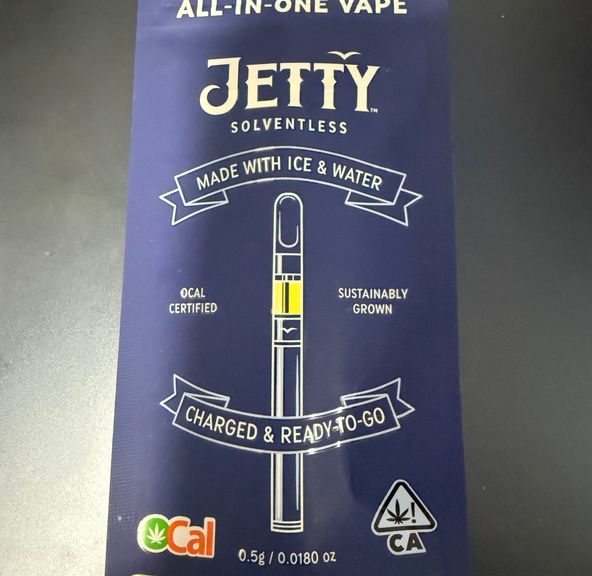 ALL-IN-ONE VAPE
JETTY™
SOLVENTLESS
MADE WITH ICE & WATER
OCAL
CERTIFIED
SUSTAINABLY
GROWN
CHARGED & READY-TO-GO
OCal
0.5g / 0.0180 oz
!
CA